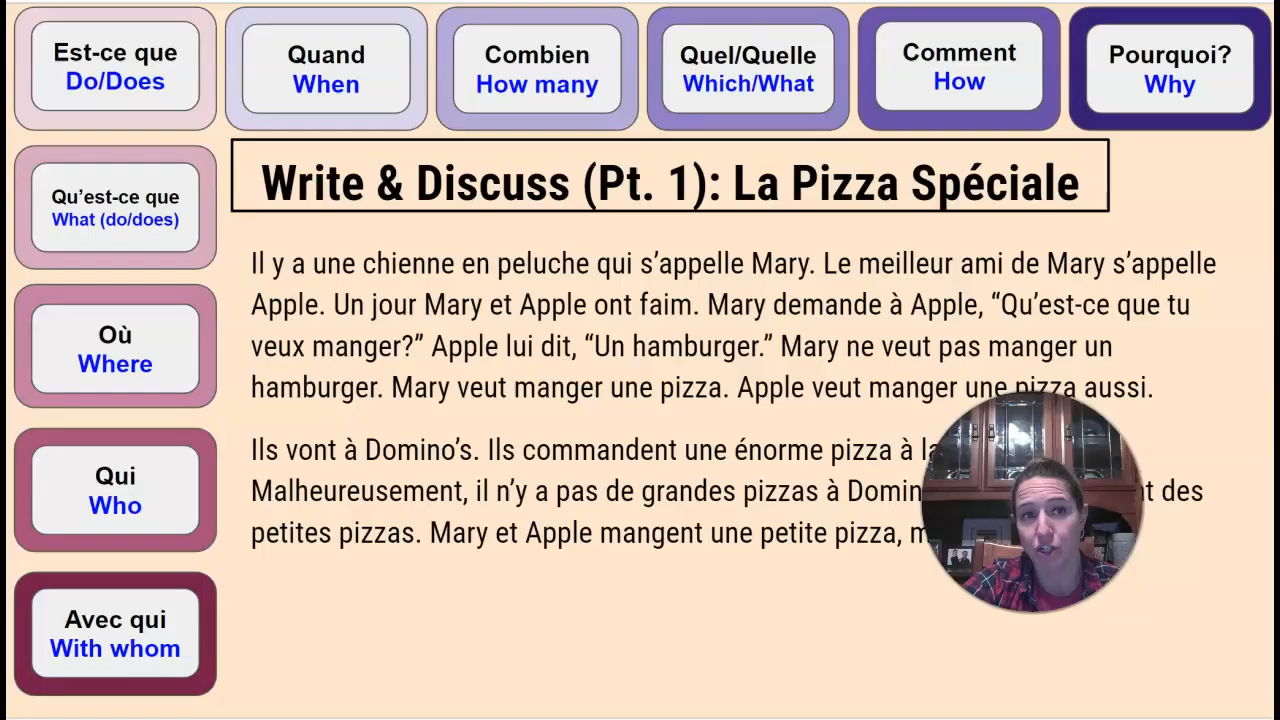 Est-ce que
Do/Does
Quand
When
Combien
How many
Quel/Quelle
Which/What
Comment
How
Pourquoi?
Why
Qu’est-ce que
What (do/does)
Où
Where
Qui
Who
Avec qui
With whom
Write & Discuss (Pt. 1): La Pizza Spéciale
Il y a une chienne en peluche qui s’appelle Mary. Le meilleur ami de Mary s’appelle
Apple. Un jour Mary et Apple ont faim. Mary demande à Apple, “Qu’est-ce que tu
veux manger?” Apple lui dit, “Un hamburger.” Mary ne veut pas manger un
hamburger. Mary veut manger une pizza. Apple veut manger une pizza aussi.
Ils vont à Domino’s. Ils commandent une énorme pizza à
Malheureusement, il n’y a pas de grandes pizzas à des
petites pizzas. Mary et Apple mangent une petite pizza,